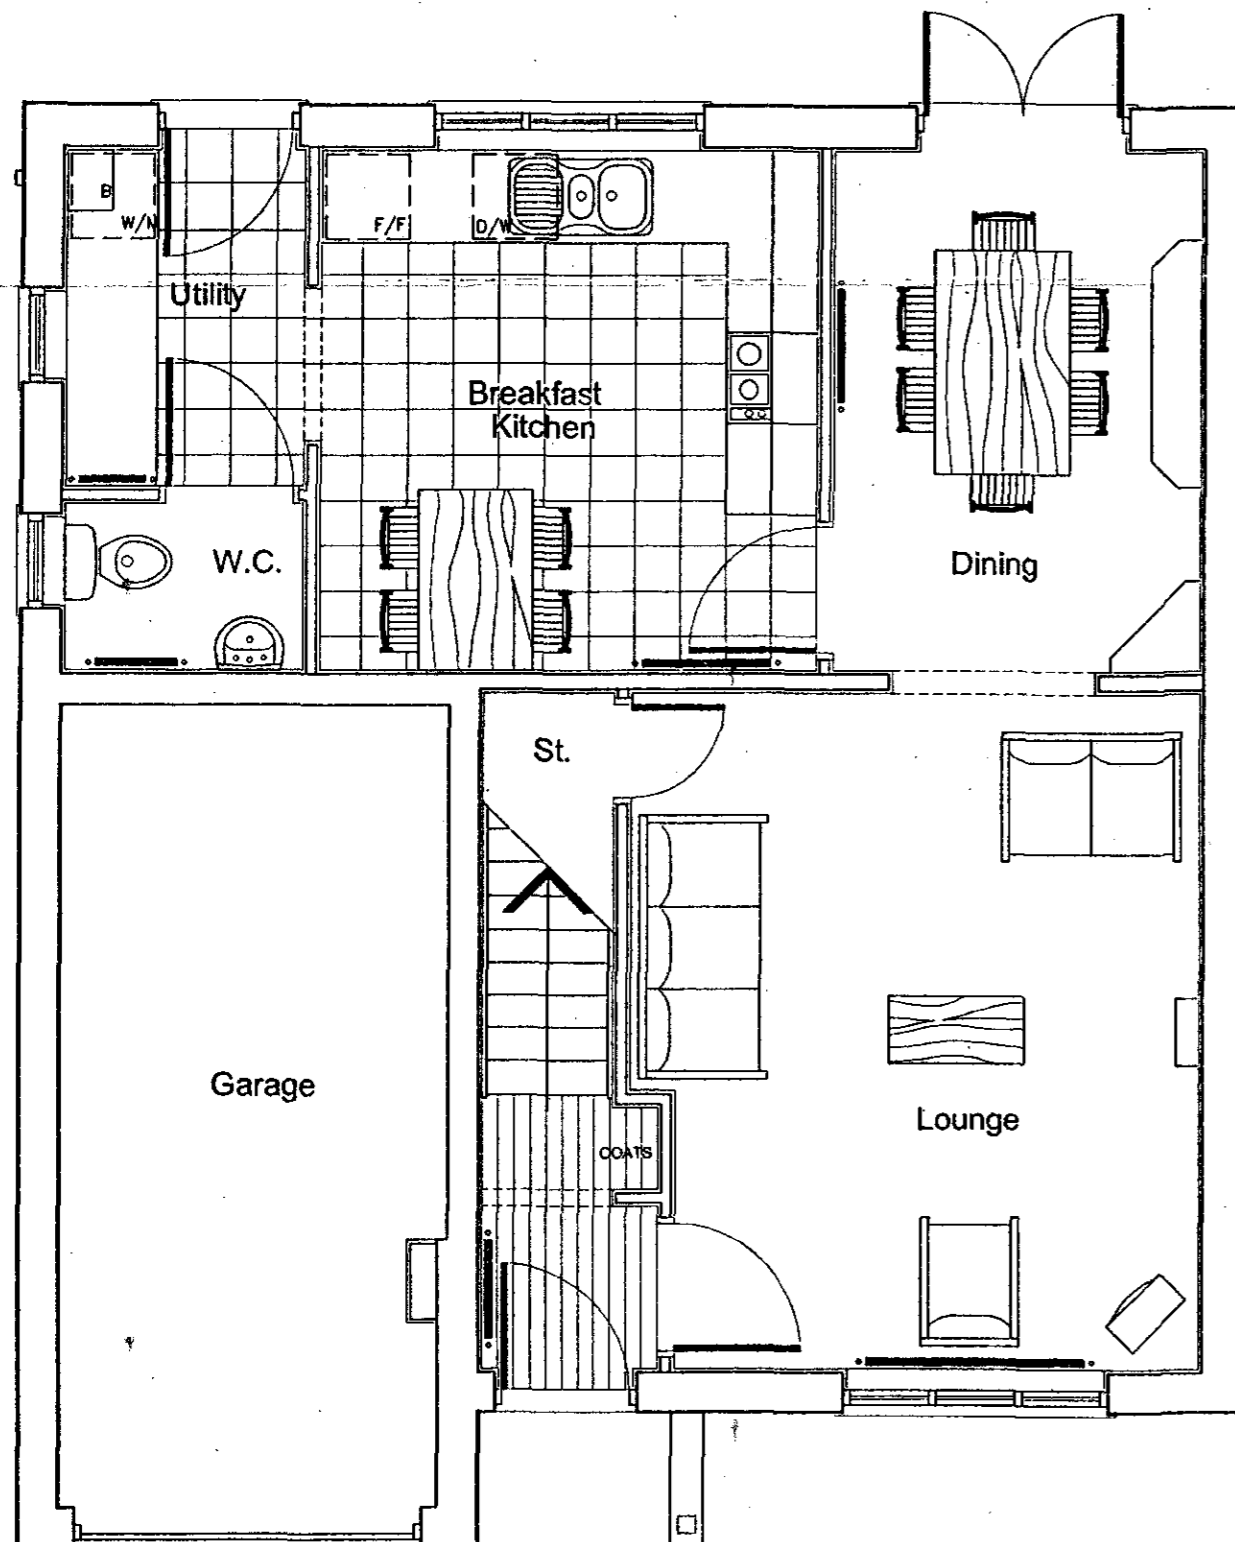 B
W/M
F/F
D/W
Utility
Breakfast
Kitchen
W.C.
Dining
St.
Garage
COATS
Lounge